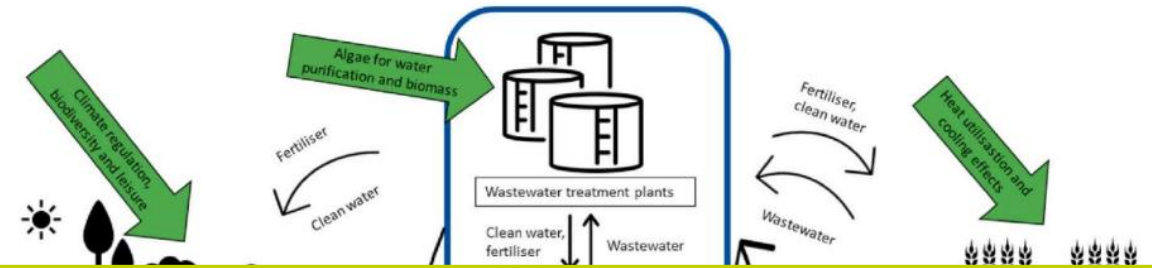 Climate regulation,
biodiversity and leisure
Algae for water
purification and biomass
Fertiliser
Clean water
Wastewater treatment plants
Clean water,
fertiliser
Wastewater
Fertiliser,
clean water
Wastewater
Heat utilisastion and
cooling effects